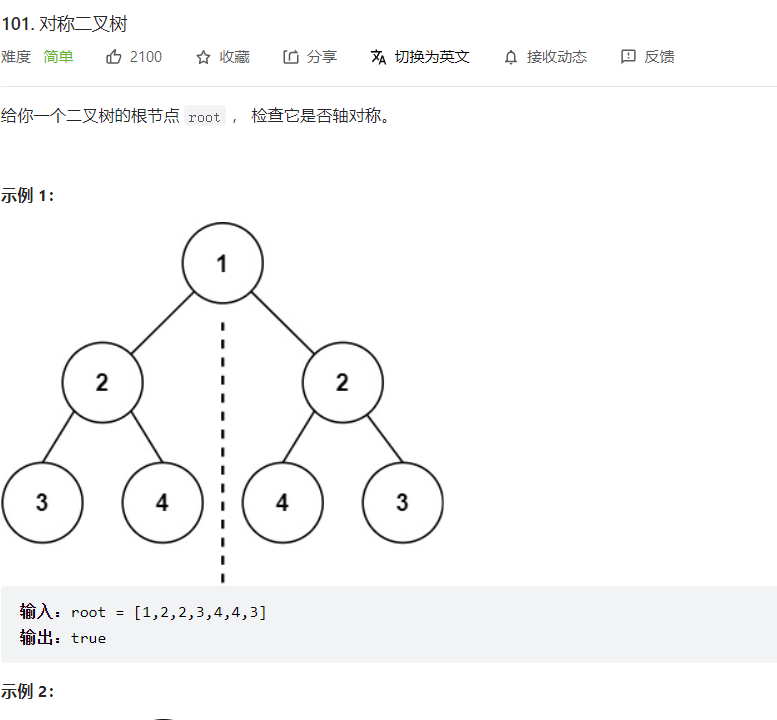 101. 对称二叉树
难度 简单 2100 收藏 分享 切换为英文 接收动态 反馈
给你一个二叉树的根节点 root ， 检查它是否轴对称。
示例 1：
1
2 2
3 4 4 3
输入：root = [1,2,2,3,4,4,3]
输出：true
示例 2：